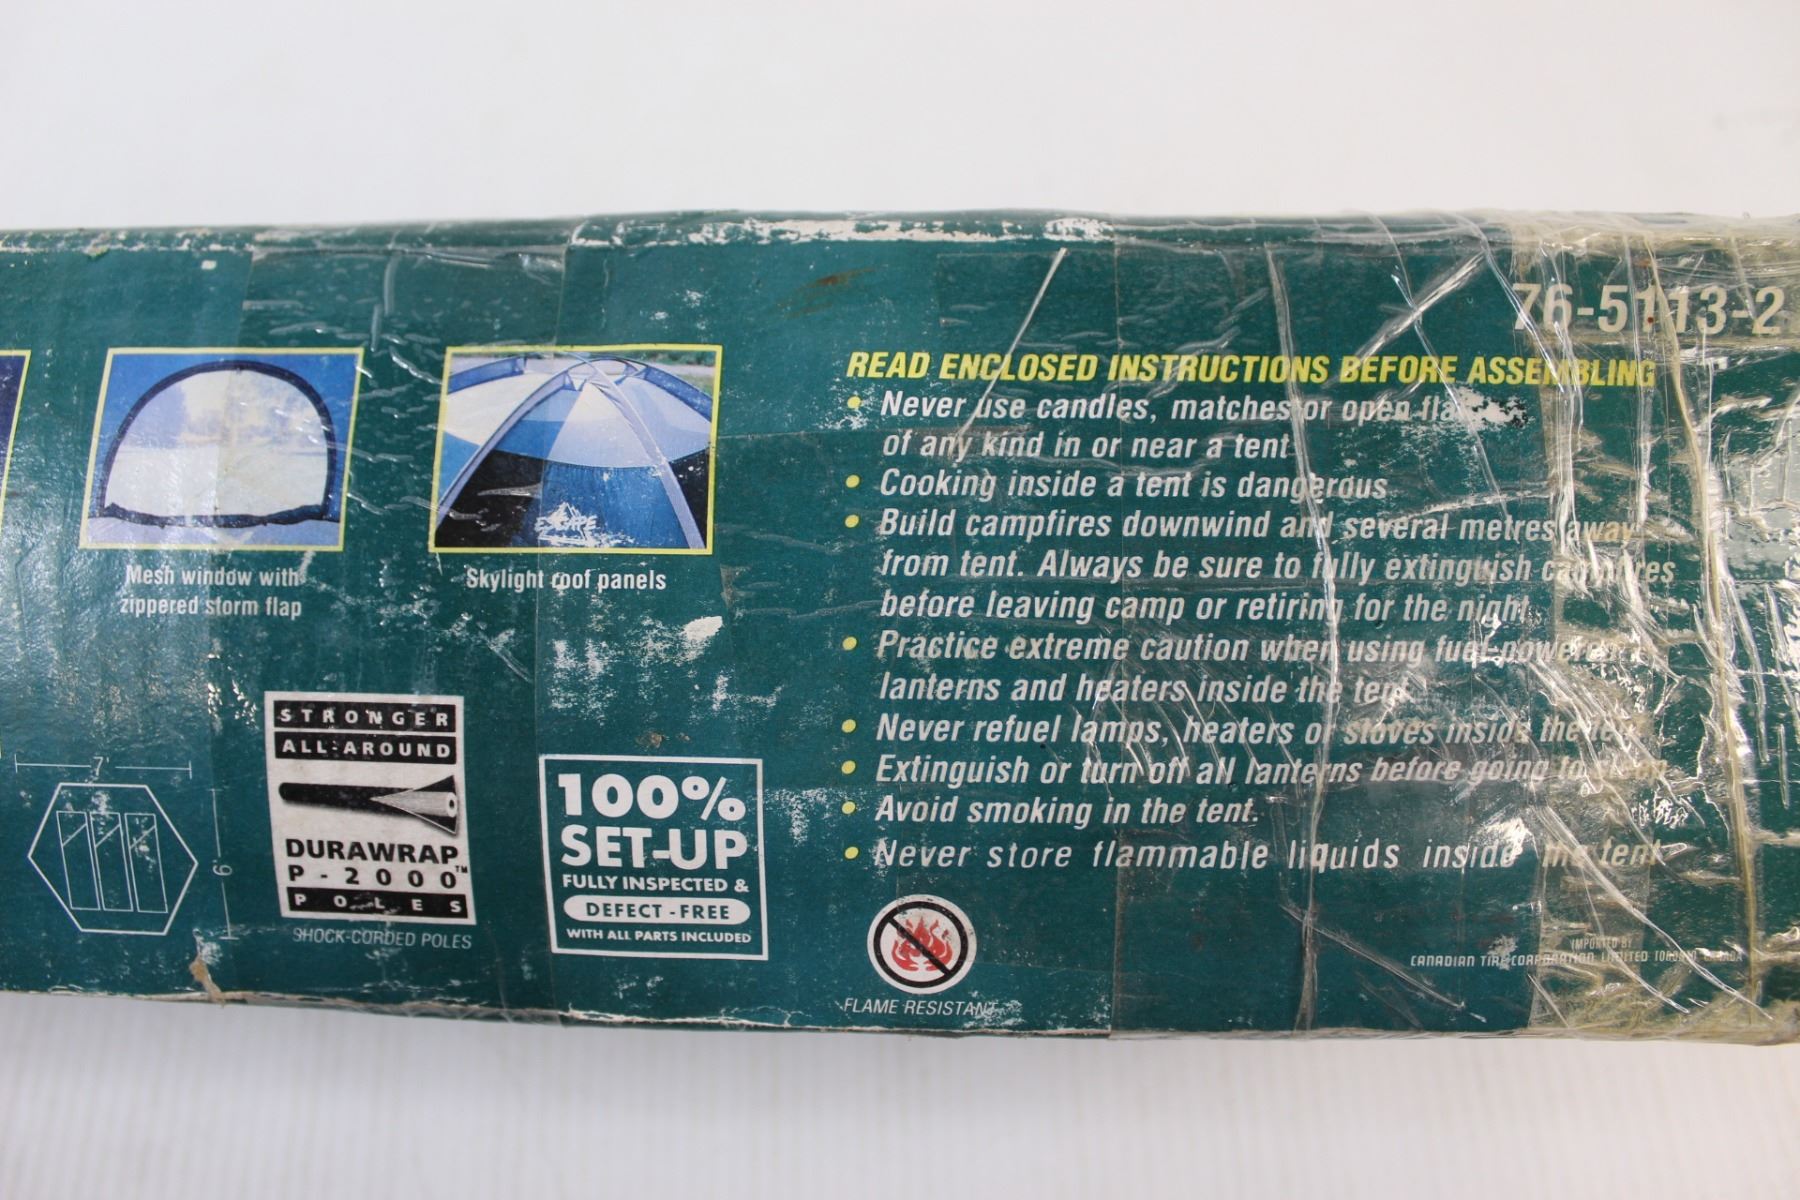 76-5113-2
READ ENCLOSED INSTRUCTIONS BEFORE ASSEMBLING
• Never use candles, matches or open
of any kind in or near a tent
• Cooking inside a tent is dangerous
• Build campfires downwind and several metres away
from tent. Always be sure to fully extinguish campfires
before leaving camp or retiring for the night
• Practice extreme caution when using fuel-powered
lanterns and heaters inside the tent
• Never refuel lamps, heaters or stoves inside the
• Extinguish or turn off all lanterns before going to
• Avoid smoking in the tent.
• Never store flammable liquids inside the tent
ESCAPE
Mesh window with
zippered storm flap
Skylight roof panels
7'
9
STRONGER
ALL-AROUND
DURAWRAP
P-2000™
POLES
SHOCK-CORDED POLES
100%
SET-UP
FULLY INSPECTED &
DEFECT-FREE
WITH ALL PARTS INCLUDED
FLAME RESISTANT
IMPORTED BY
CANADIAN TIRE CORPORATION LIMITED TORONTO CANADA